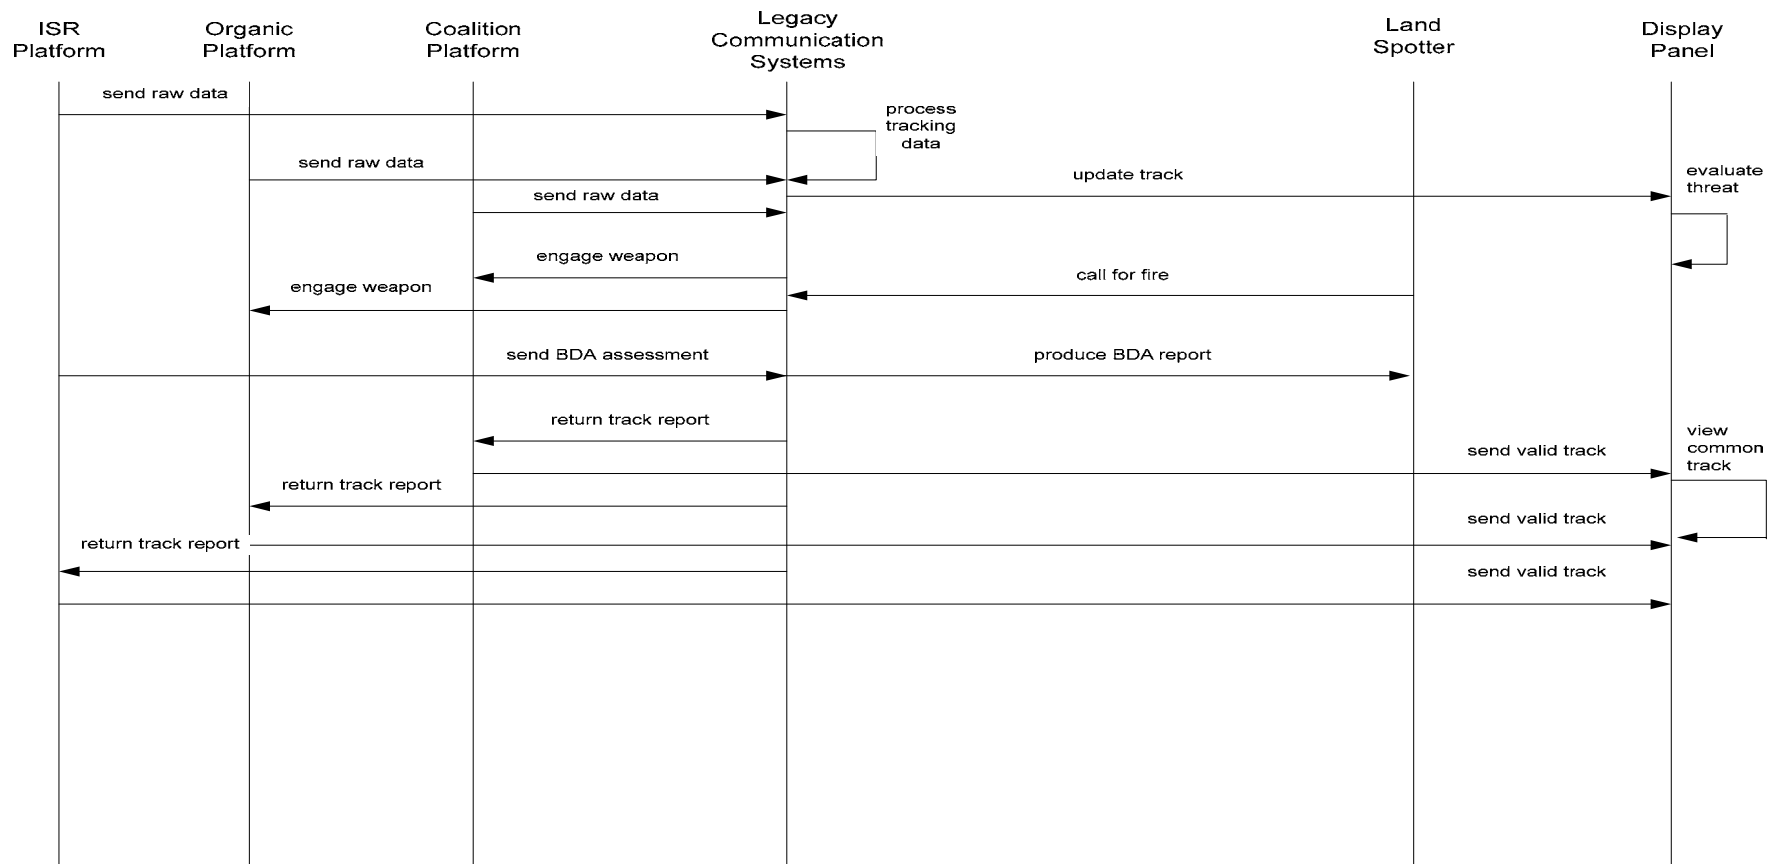 ISR
Platform
Organic
Platform
Coalition
Platform
Legacy
Communication
Systems
Land
Spotter
Display
Panel
send raw data
process
tracking
data
send raw data
update track
evaluate
threat
send raw data
engage weapon
call for fire
engage weapon
send BDA assessment
produce BDA report
return track report
view
common
track
send valid track
return track report
send valid track
return track report
send valid track